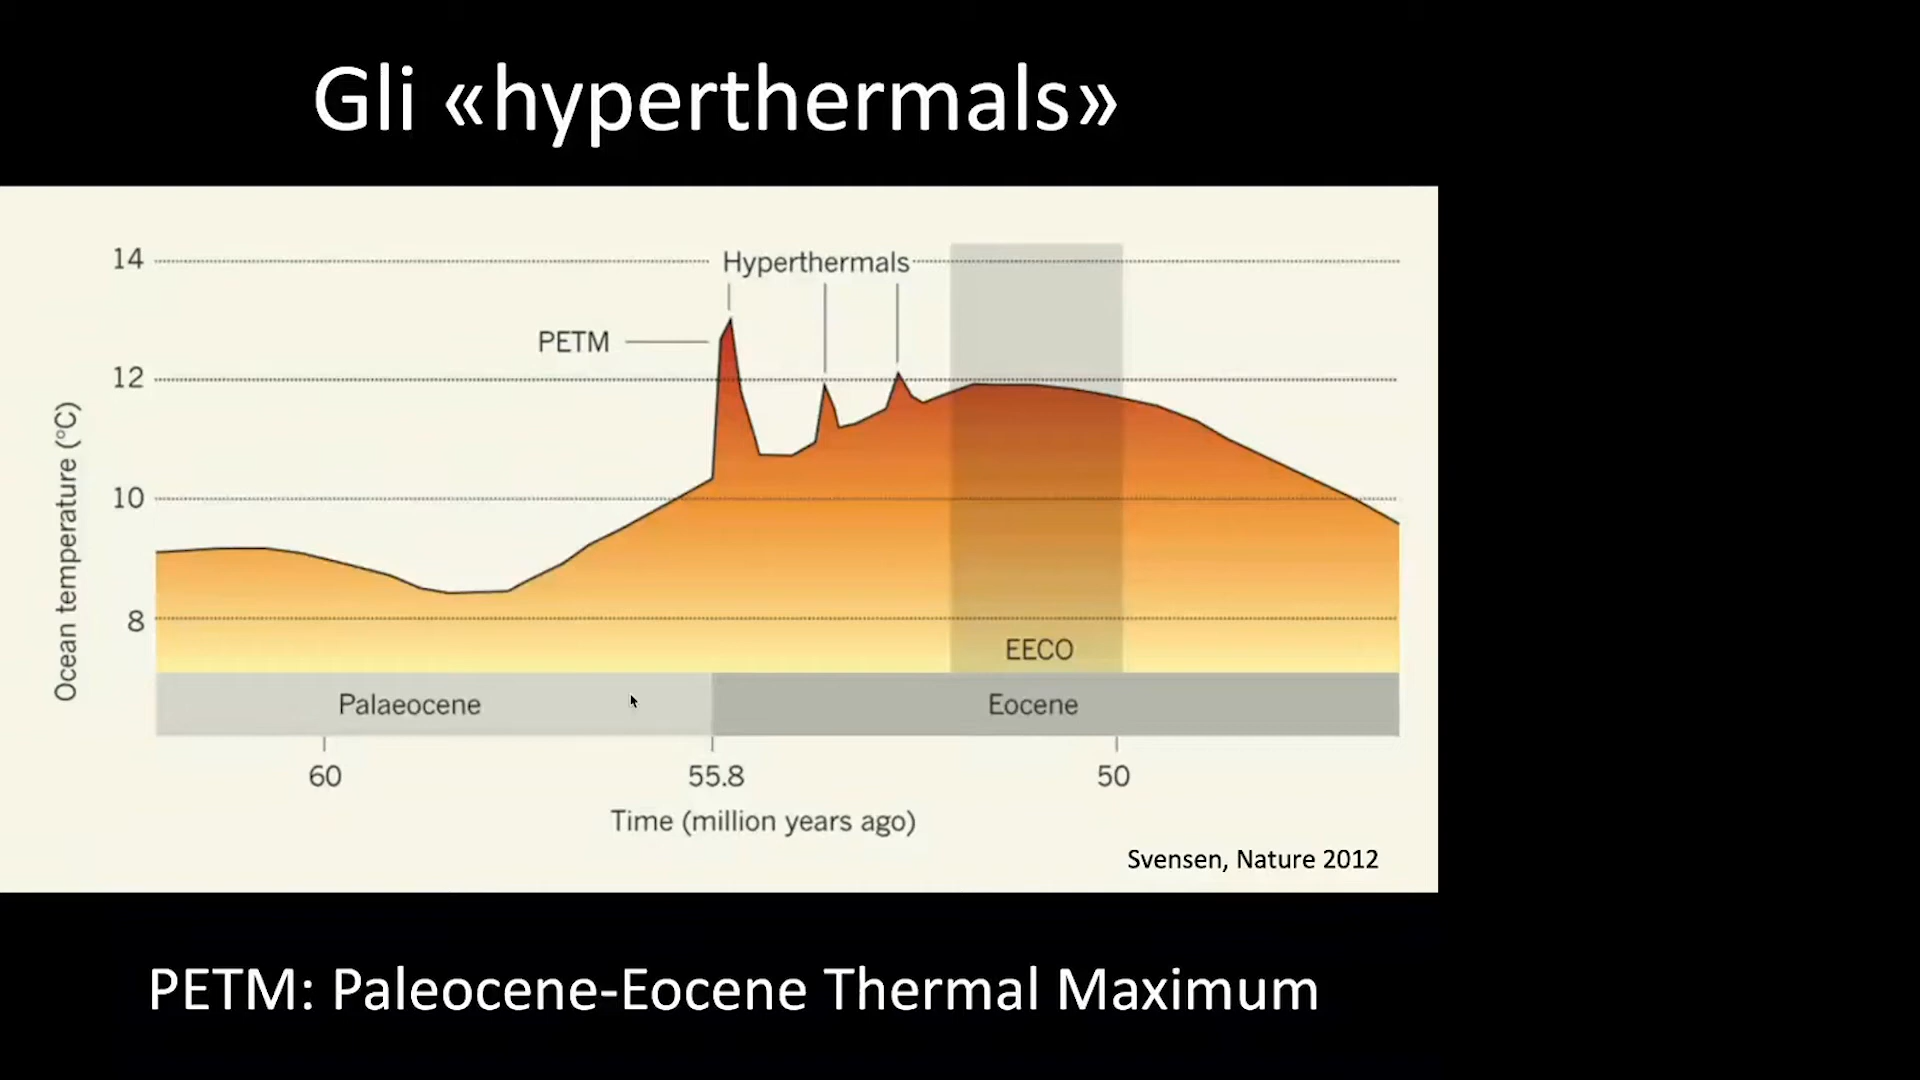 Gli «hyperthermals»
14
Hyperthermals
PETM
12
10
8
Ocean temperature (°C)
EECO
Palaeocene
Eocene
60
55.8
50
Time (million years ago)
Svensen, Nature 2012
PETM: Paleocene-Eocene Thermal Maximum